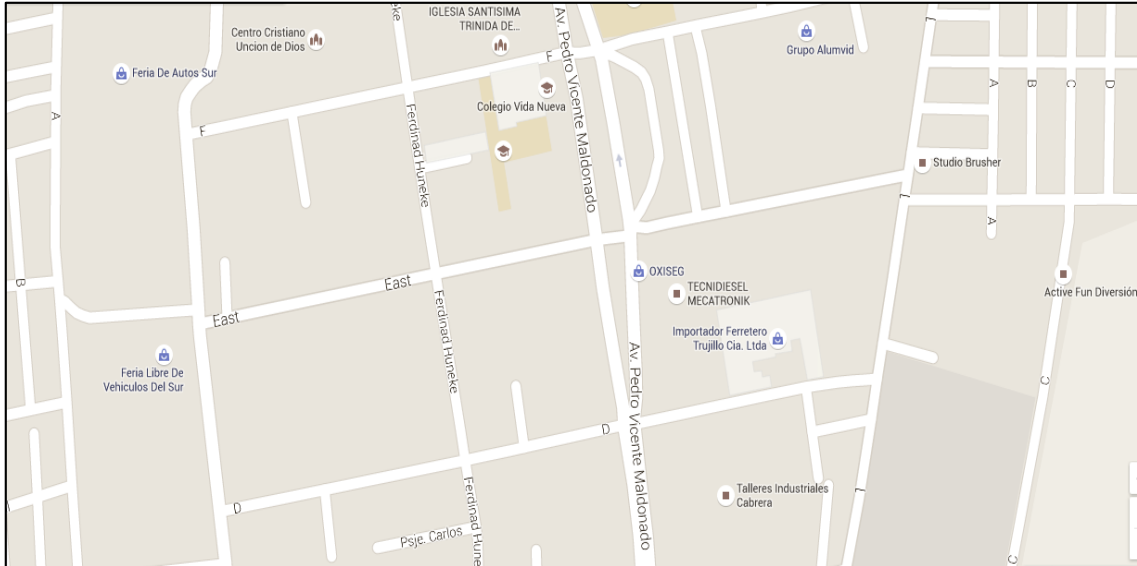 IGLESIA SANTISIMA
TRINIDA DE...
Centro Cristiano
Uncion de Dios
Feria De Autos Sur
Av. Pedro Vicente Maldonado
Grupo Alumvid
F
Colegio Vida Nueva
Ferdinad Huneke
F
A
A
B
C
D
Studio Brusher
A
B
East
East
OXISEG
TECNIDIESEL
MECATRONIK
Active Fun Diversión
Importador Ferretero
Trujillo Cia. Ltda
Feria Libre De
Vehiculos Del Sur
Ferdinad Huneke
Av. Pedro Vicente Maldonado
C
D
D
Talleres Industriales
Cabrera
Ferdinad Huneke
Psje. Carlos
C